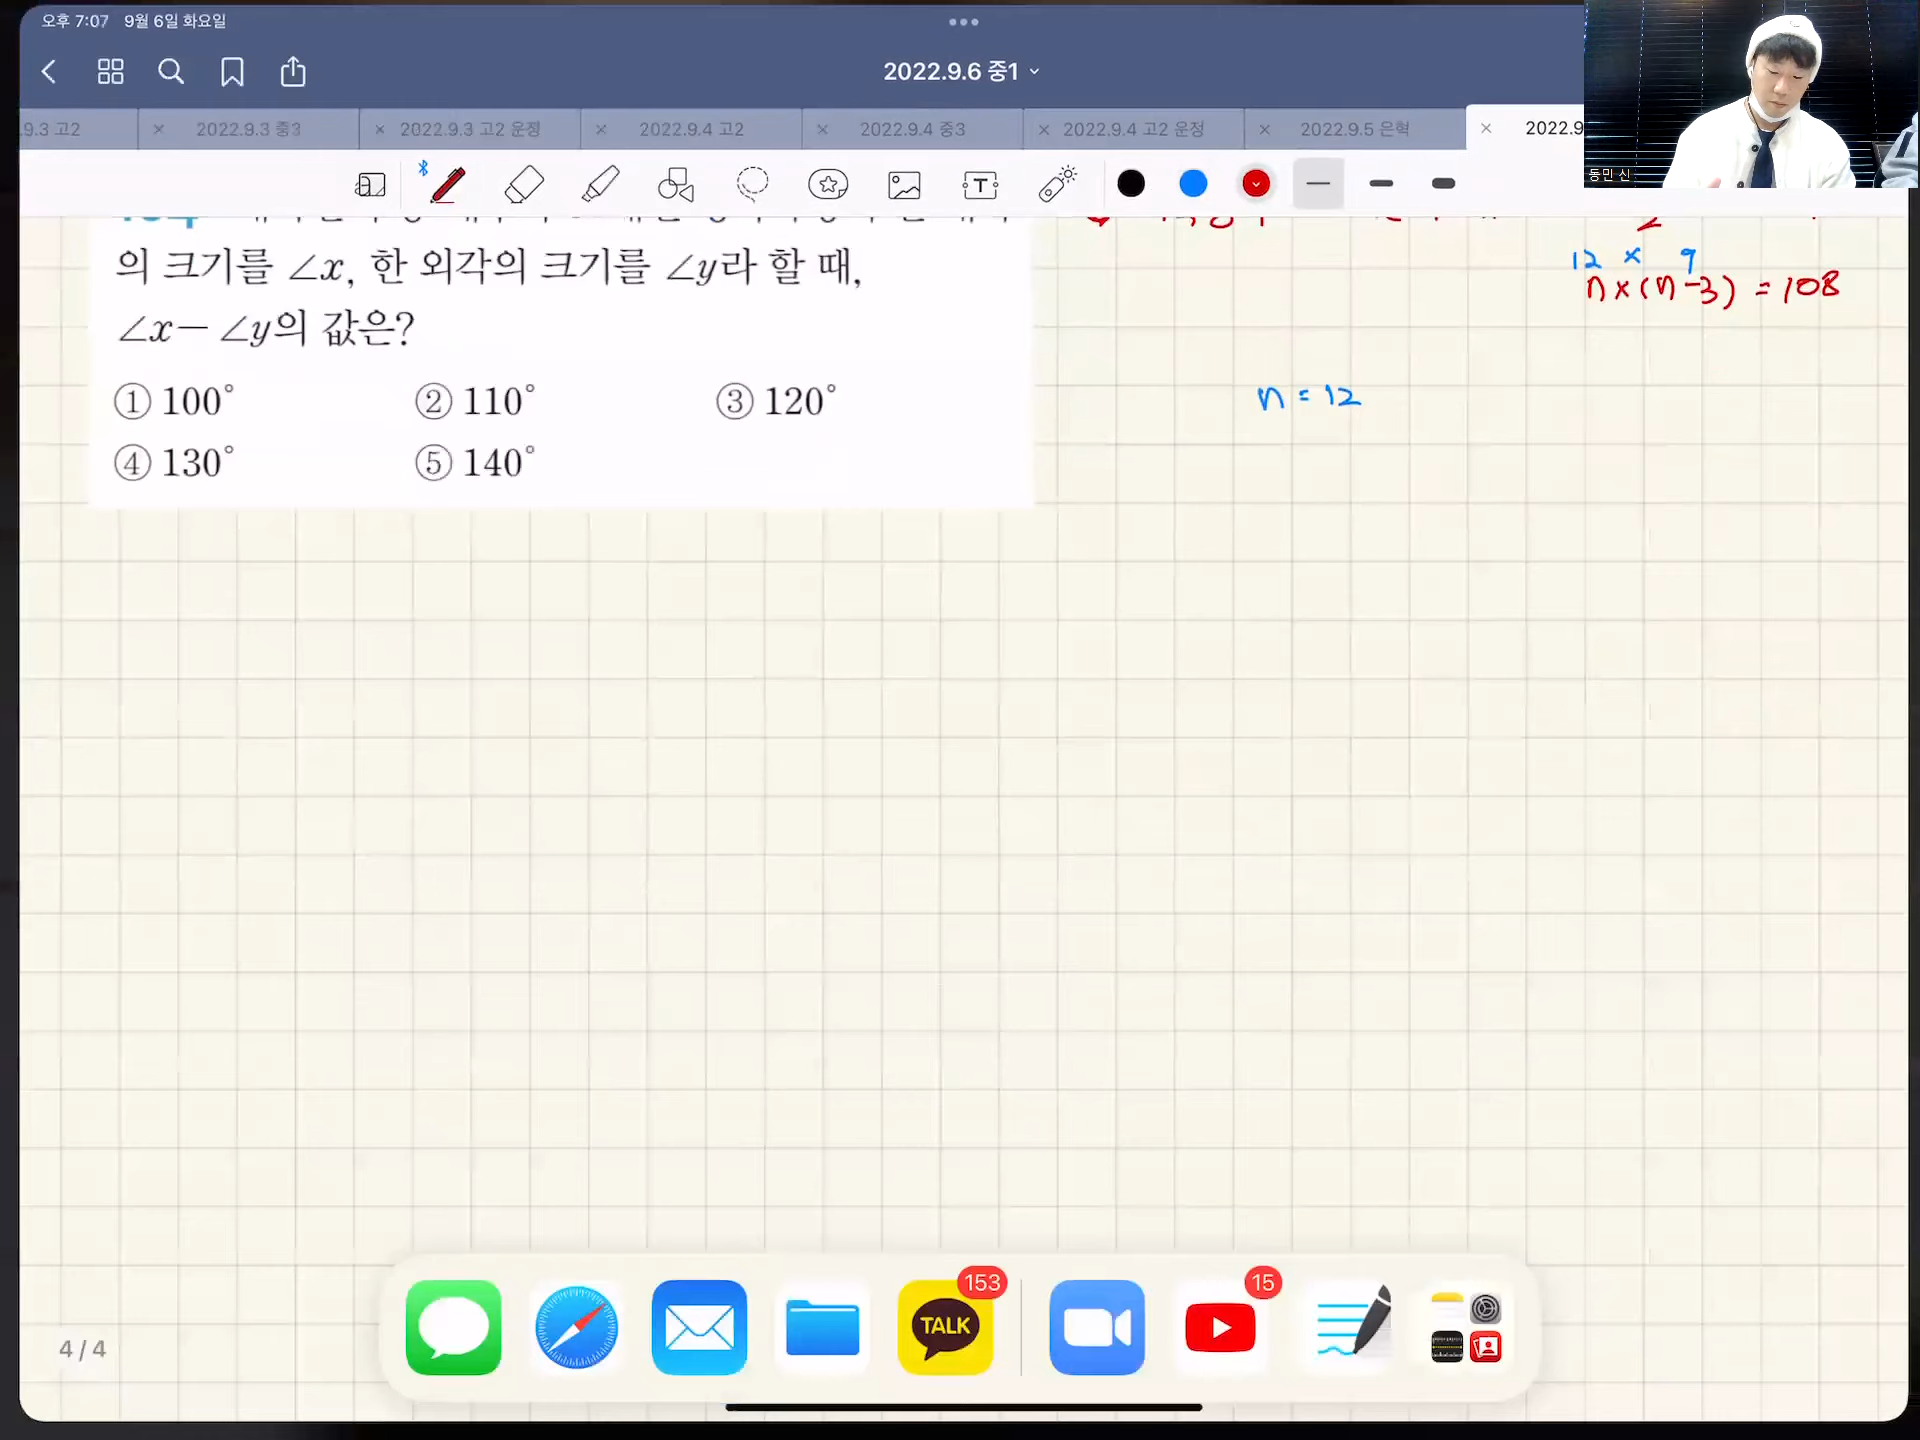 오후 7:07 9월 6일 화요일
2022.9.6 중1
.9.3 고2
2022.9.3 중3
2022.9.3 고2 운정
2022.9.4 고2
2022.9.4 중3
2022.9.4 고2 운정
2022.9.5 은혁
2022.9
동민 신
의 크기를 ∠x, 한 외각의 크기를 ∠y라 할 때,
∠x－∠y의 값은?
① 100° ② 110° ③ 120°
④ 130° ⑤ 140°
12 × 9
n×(n-3) = 108
n = 12
153
TALK
15
4 / 4